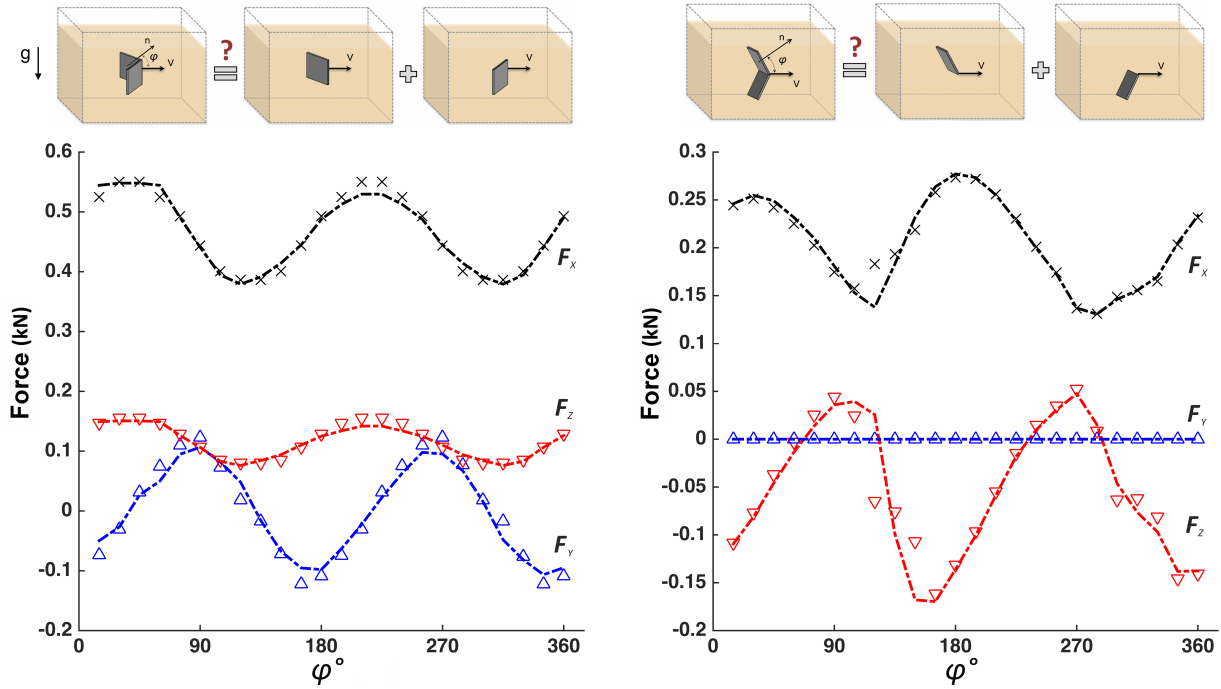 g
n
φ
v
?
=
v
+
v
n
φ
v
?
=
v
+
v
Force (kN)
0.6
0.5
0.4
0.3
0.2
0.1
0
-0.1
-0.2
F_X
F_Z
F_Y
0 90 180 270 360
φ°
Force (kN)
0.3
0.25
0.2
0.15
0.1
0.05
0
-0.05
-0.1
-0.15
-0.2
F_X
F_Y
F_Z
0 90 180 270 360
φ°